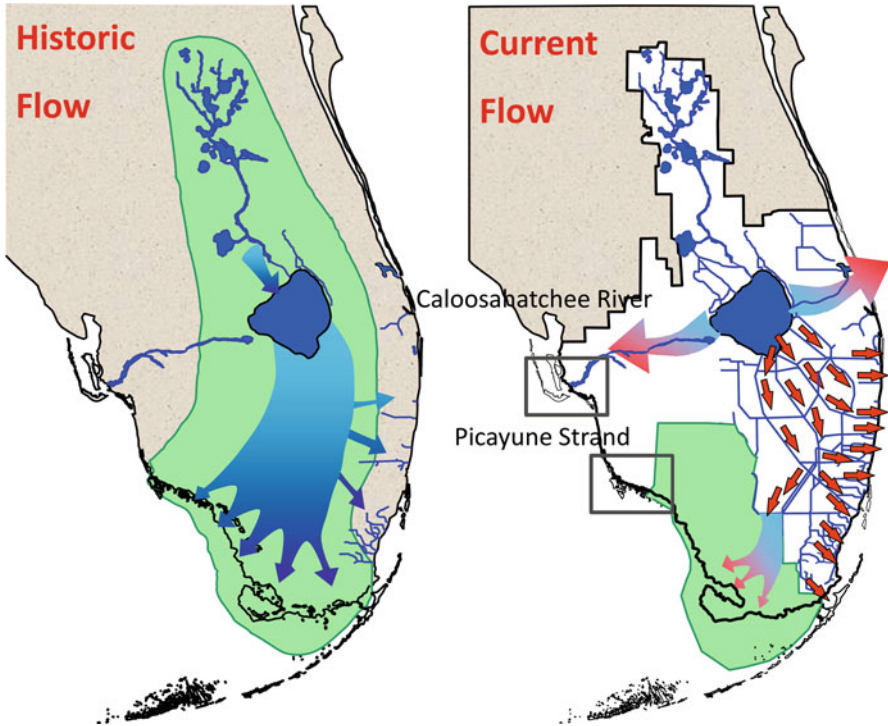 Historic
Flow
Current
Flow
Caloosahatchee River
Picayune Strand